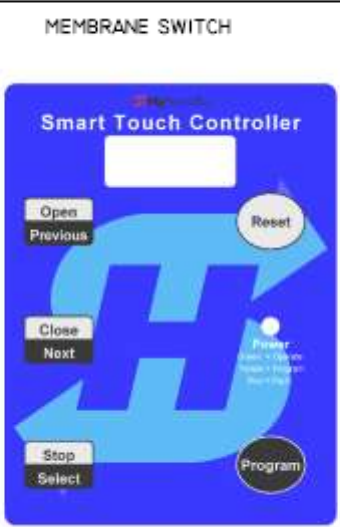 MEMBRANE SWITCH
Smart Touch Controller
Open
Previous
Reset
Close
Next
Power
Stop
Select
Program